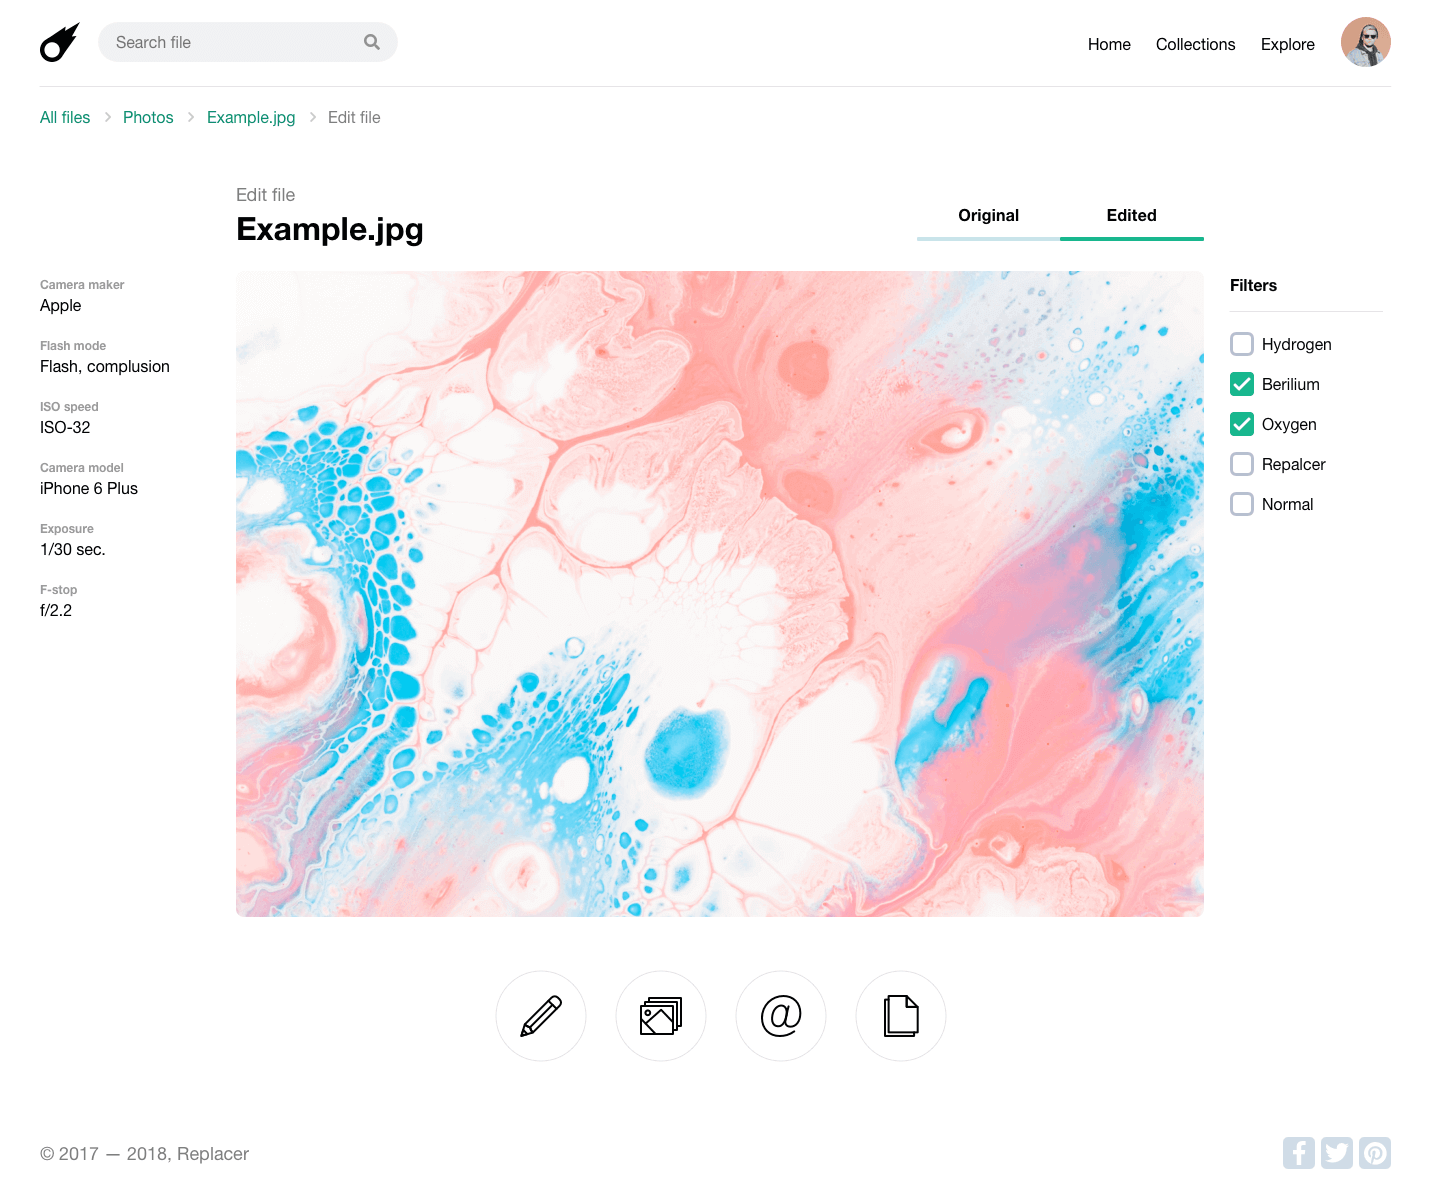 Search file
Home
Collections
Explore
All files
Photos
Example.jpg
Edit file
Edit file
Example.jpg
Original
Edited
Camera maker
Apple
Flash mode
Flash, complusion
ISO speed
ISO-32
Camera model
iPhone 6 Plus
Exposure
1/30 sec.
F-stop
f/2.2
Filters
Hydrogen
Berilium
Oxygen
Repalcer
Normal
@
© 2017 — 2018, Replacer